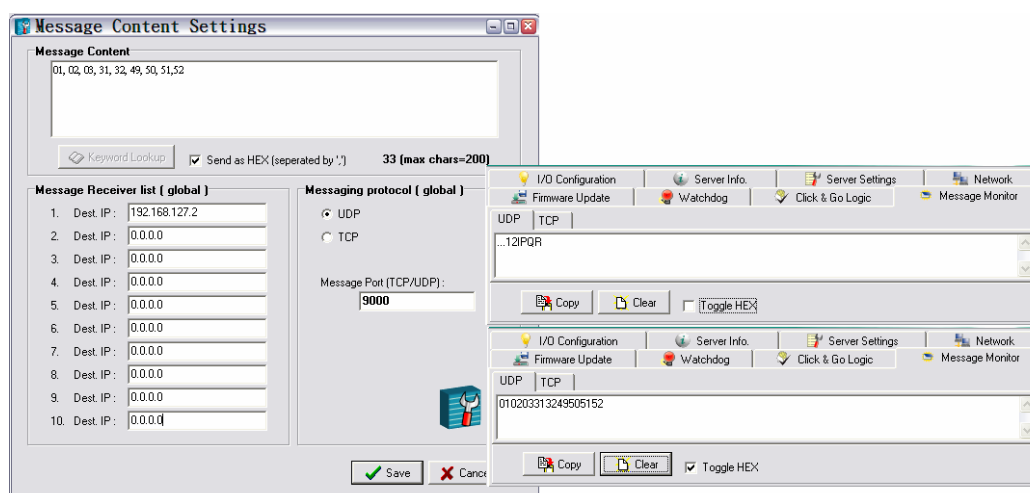 Message Content Settings
Message Content
01, 02, 03, 31, 32, 49, 50, 51,52
Keyword Lookup
Send as HEX (seperated by ',')
33 (max chars=200)
Message Receiver list ( global )
1. Dest. IP : 192.168.127.2
2. Dest. IP : 0.0.0.0
3. Dest. IP : 0.0.0.0
4. Dest. IP : 0.0.0.0
5. Dest. IP : 0.0.0.0
6. Dest. IP : 0.0.0.0
7. Dest. IP : 0.0.0.0
8. Dest. IP : 0.0.0.0
9. Dest. IP : 0.0.0.0
10. Dest. IP : 0.0.0.0
Messaging protocol ( global )
UDP
TCP
Message Port (TCP/UDP) :
9000
Save
Cance
I/O Configuration Server Info. Server Settings Network
Firmware Update Watchdog Click & Go Logic Message Monitor
UDP TCP
...12IPQR
Copy Clear Toggle HEX
I/O Configuration Server Info. Server Settings Network
Firmware Update Watchdog Click & Go Logic Message Monitor
UDP TCP
010203313249505152
Copy Clear Toggle HEX